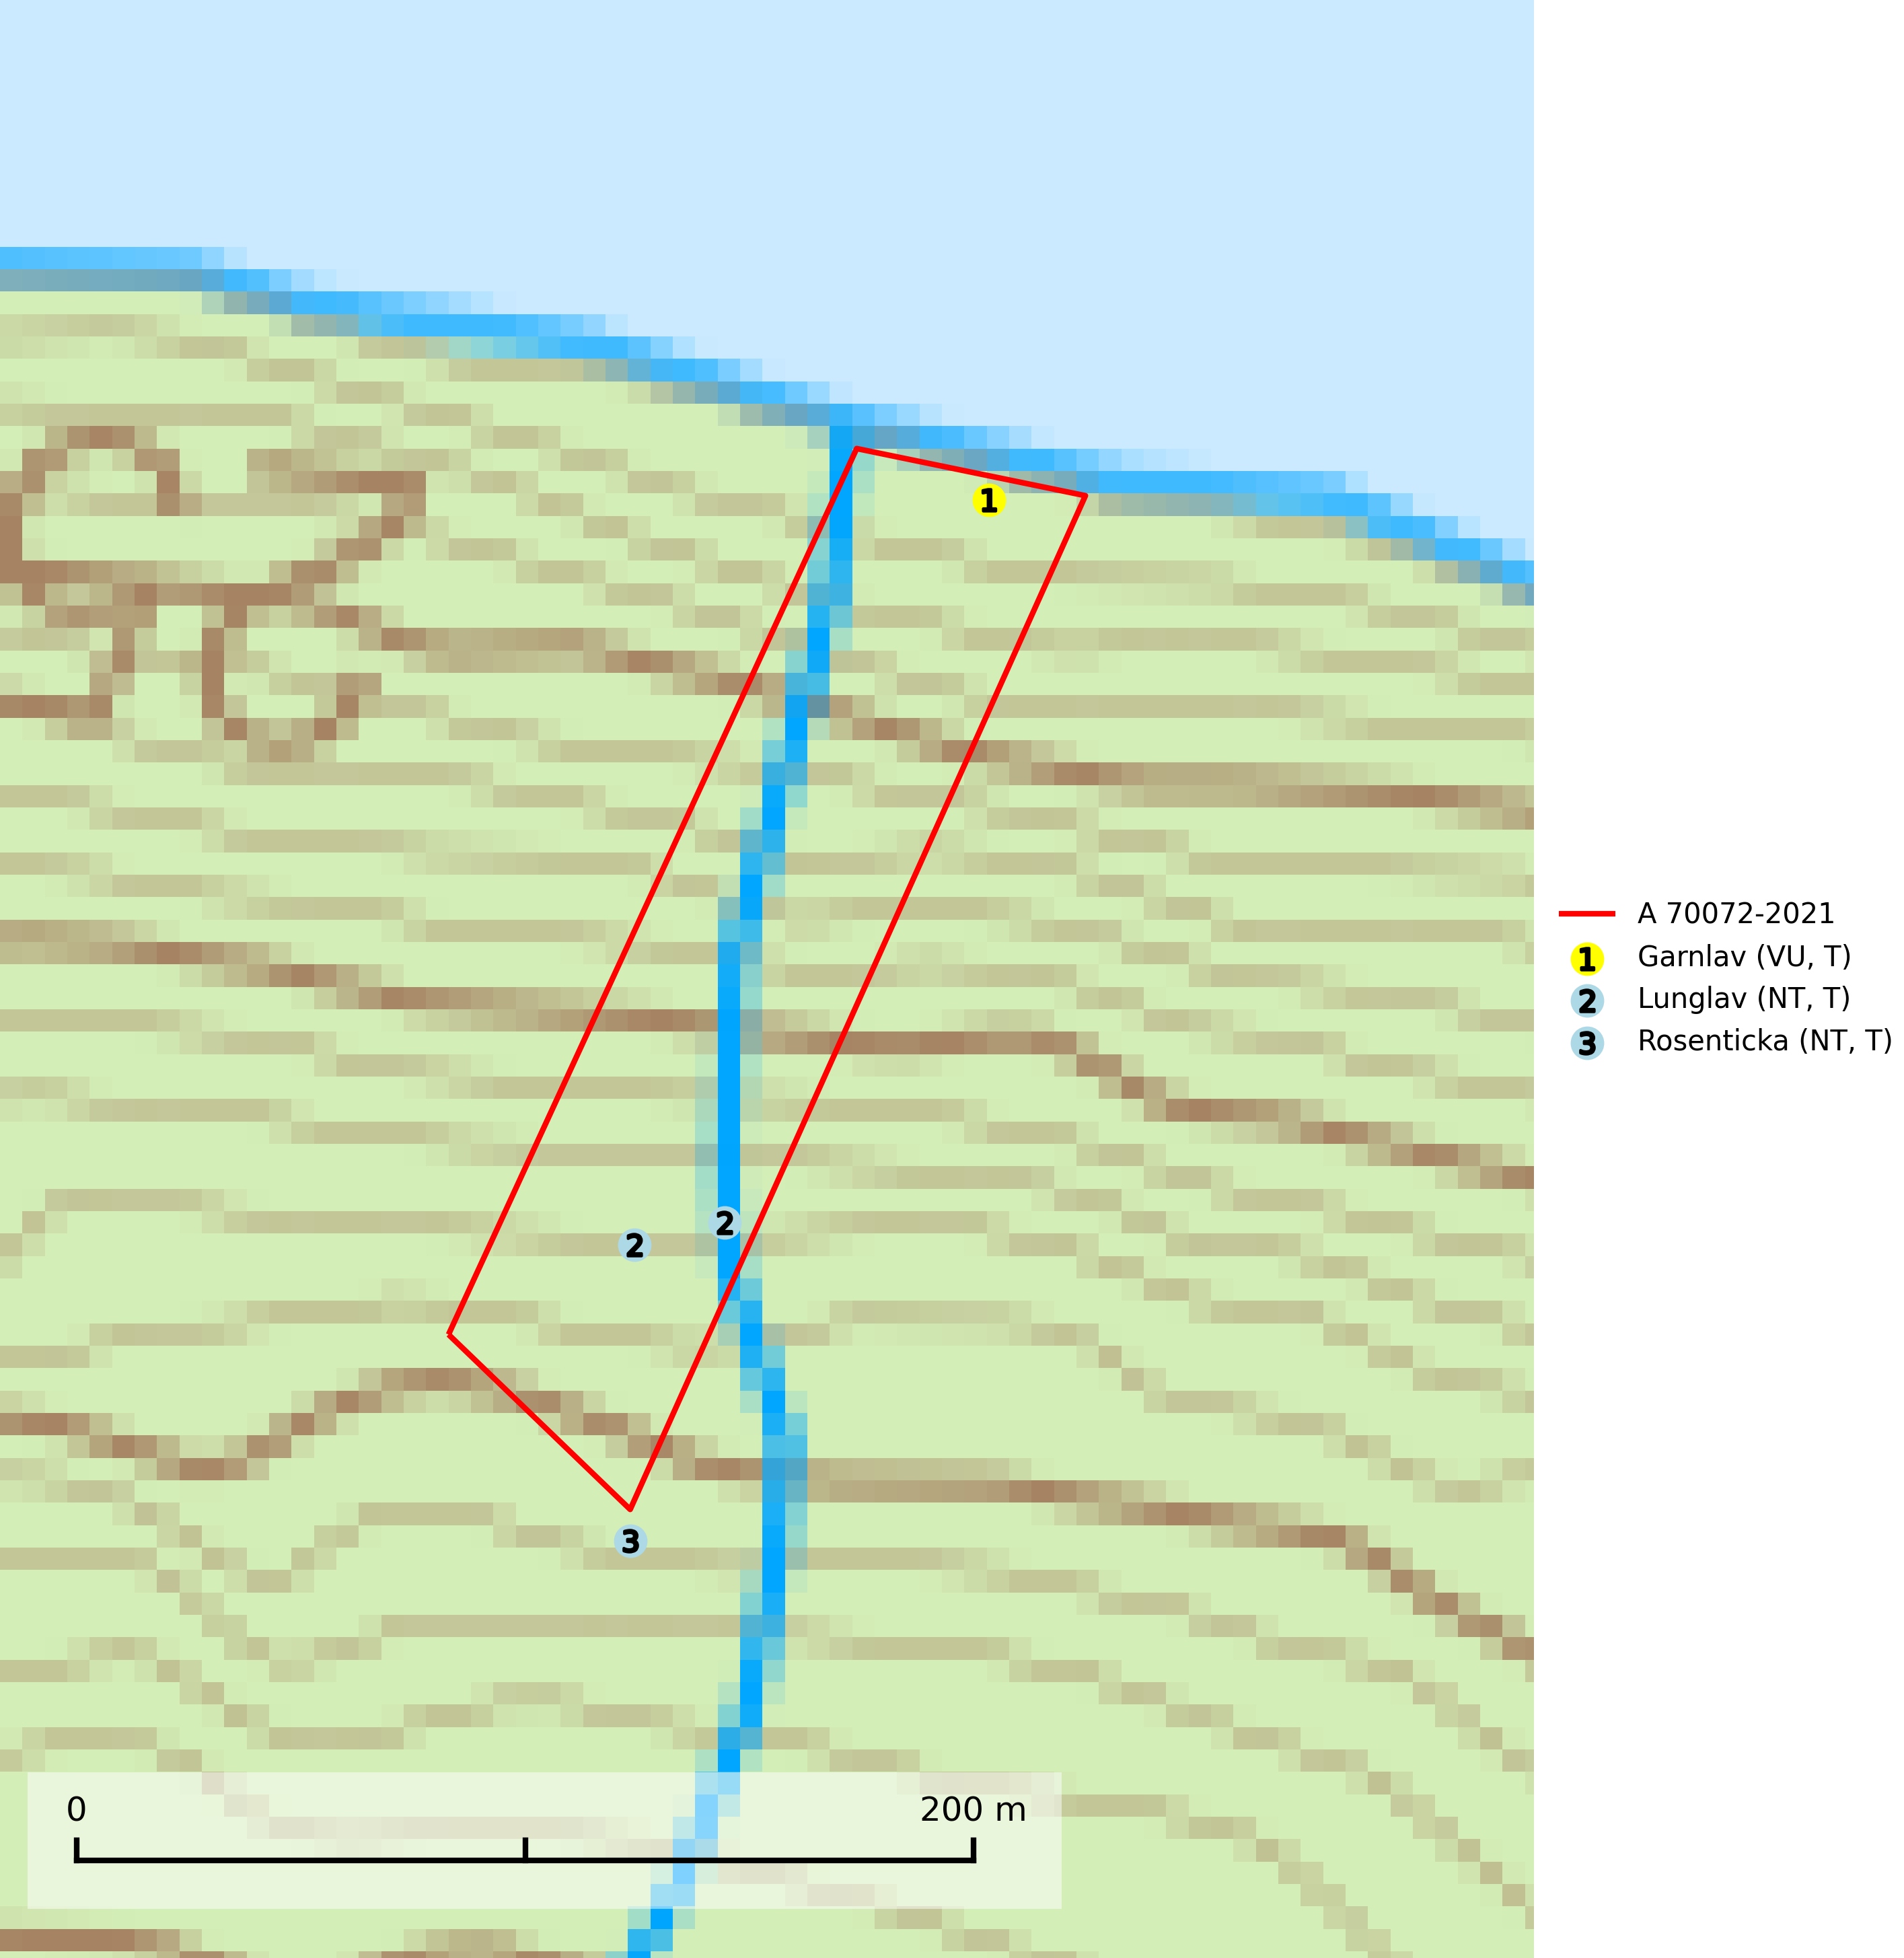 1
2
2
3
0 200 m
A 70072-2021
1 Garnlav (VU, T)
2 Lunglav (NT, T)
3 Rosenticka (NT, T)